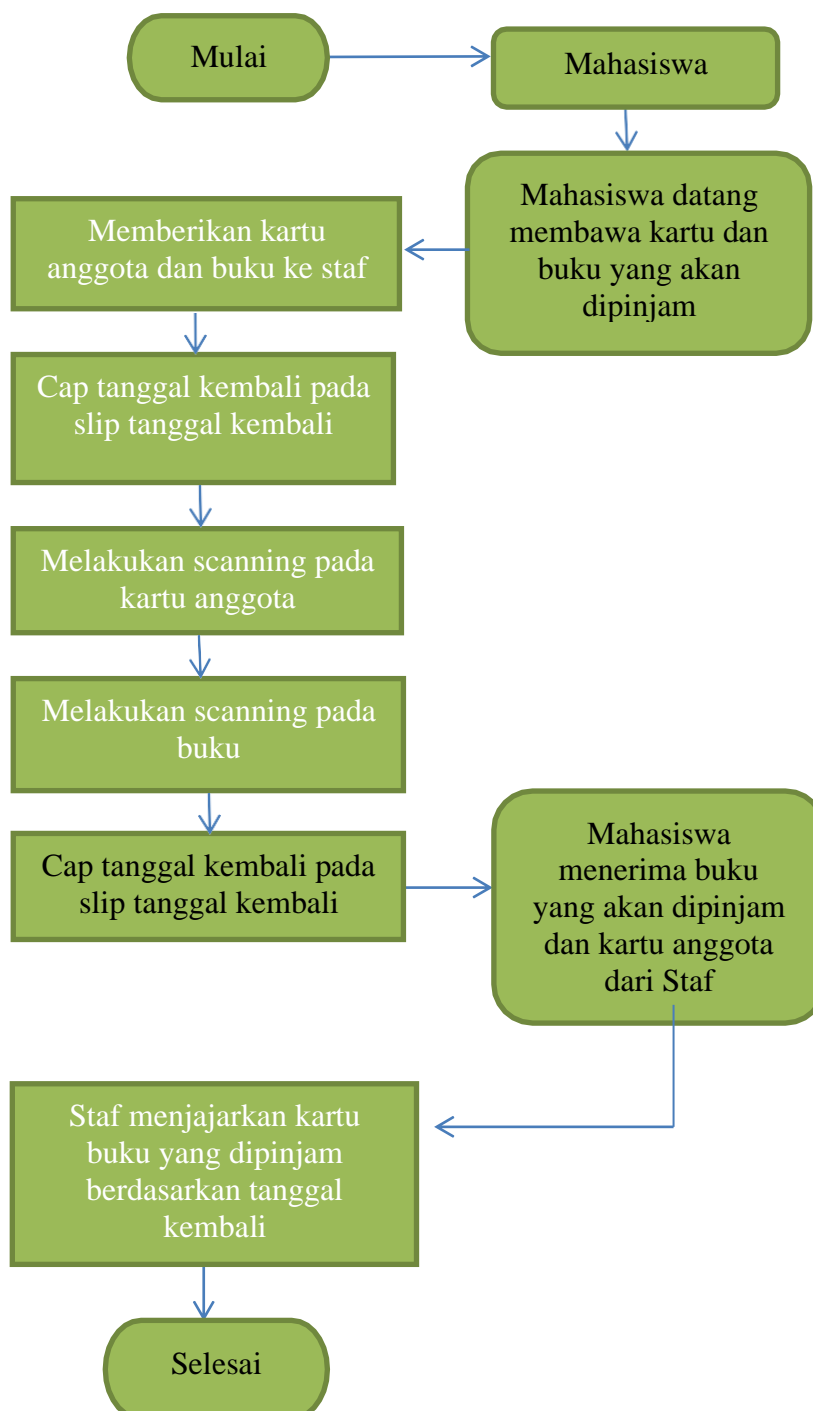 Mulai
Mahasiswa
Mahasiswa datang
membawa kartu dan
buku yang akan
dipinjam
Memberikan kartu
anggota dan buku ke staf
Cap tanggal kembali pada
slip tanggal kembali
Melakukan scanning pada
kartu anggota
Melakukan scanning pada
buku
Cap tanggal kembali pada
slip tanggal kembali
Mahasiswa
menerima buku
yang akan dipinjam
dan kartu anggota
dari Staf
Staf menjajarkan kartu
buku yang dipinjam
berdasarkan tanggal
kembali
Selesai